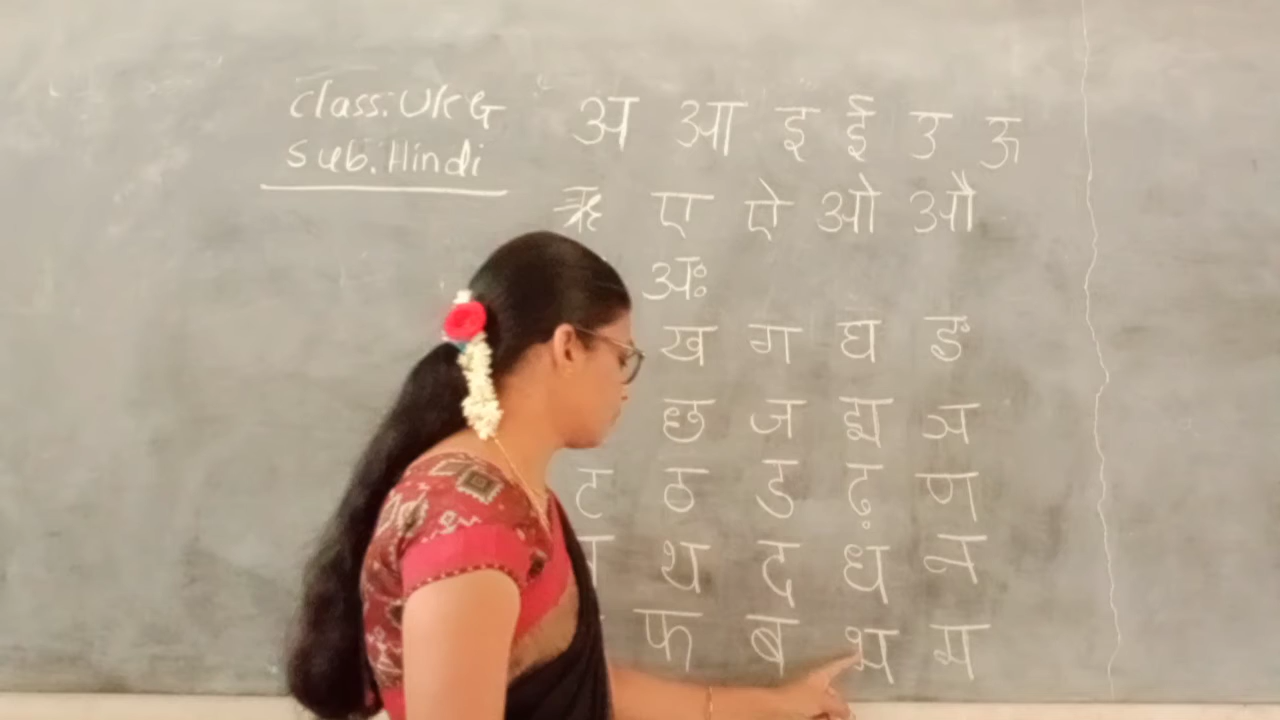 Class: UKG
Sub. Hindi
अ आ इ ई उ ऊ
ऋ ए ऐ ओ औ
अः
ख ग घ ङ
छ ज झ ञ
ट ठ ड ढ़ ण
थ द ध न
फ ब भ म